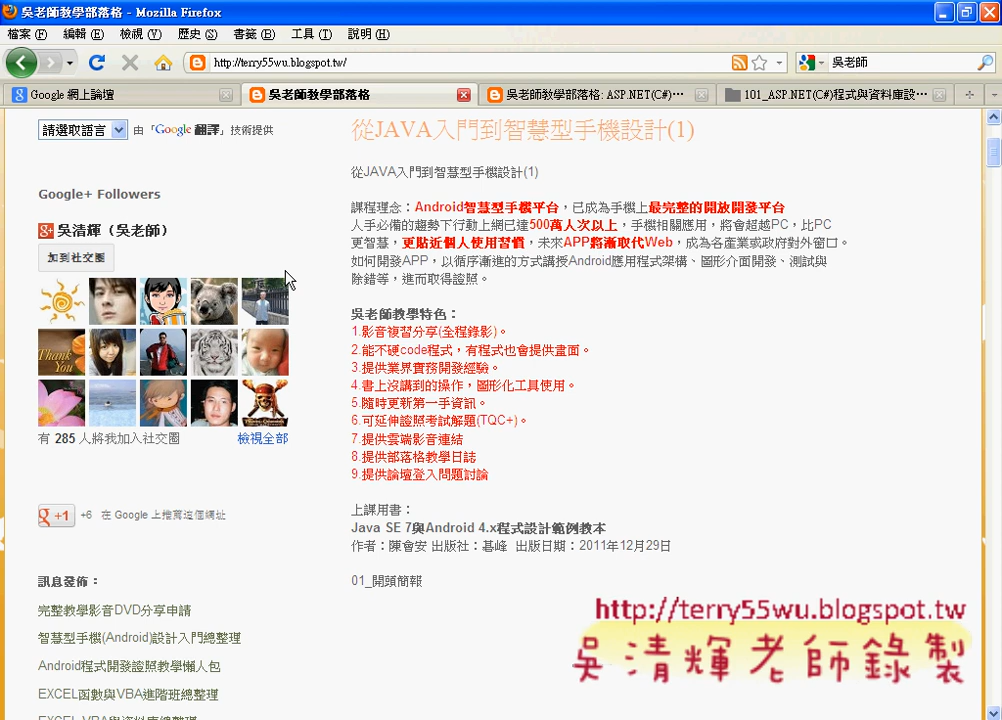 吳老師教學部落格 - Mozilla Firefox
檔案(F) 編輯(E) 檢視(V) 歷史(S) 書籤(B) 工具(T) 說明(H)
http://terry55wu.blogspot.tw/
吳老師
Google 網上論壇
吳老師教學部落格
吳老師教學部落格: ASP.NET(C#)⋯
101_ASP.NET(C#)程式與資料庫設⋯
請選取語言 由「Google 翻譯」技術提供
Google+ Followers
吳清輝（吳老師）
加到社交圈
Thank You
有 285 人將我加入社交圈 檢視全部
+1 +6 在 Google 上推薦這個網址
訊息發佈：
完整教學影音DVD分享申請
智慧型手機(Android)設計入門總整理
Android程式開發證照教學懶人包
EXCEL函數與VBA進階班總整理
EXCEL VBA與資料庫總整理
從JAVA入門到智慧型手機設計(1)
從JAVA入門到智慧型手機設計(1)
課程理念：Android智慧型手機平台，已成為手機上最完整的開放開發平台
人手必備的趨勢下行動上網已達500萬人次以上，手機相關應用，將會超越PC，比PC
更智慧，更貼近個人使用習慣，未來APP將漸取代Web，成為各產業或政府對外窗口。
如何開發APP，以循序漸進的方式講授Android應用程式架構、圖形介面開發、測試與
除錯等，進而取得證照。
吳老師教學特色：
1.影音複習分享(全程錄影)。
2.能不硬code程式，有程式也會提供畫面。
3.提供業界實務開發經驗。
4.書上沒講到的操作，圖形化工具使用。
5.隨時更新第一手資訊。
6.可延伸證照考試解題(TQC+)。
7.提供雲端影音連結
8.提供部落格教學日誌
9.提供論壇登入問題討論
上課用書：
Java SE 7與Android 4.x程式設計範例教本
作者：陳會安 出版社：碁峰 出版日期：2011年12月29日
01_開頭簡報
http://terry55wu.blogspot.tw
吳清輝老師錄製